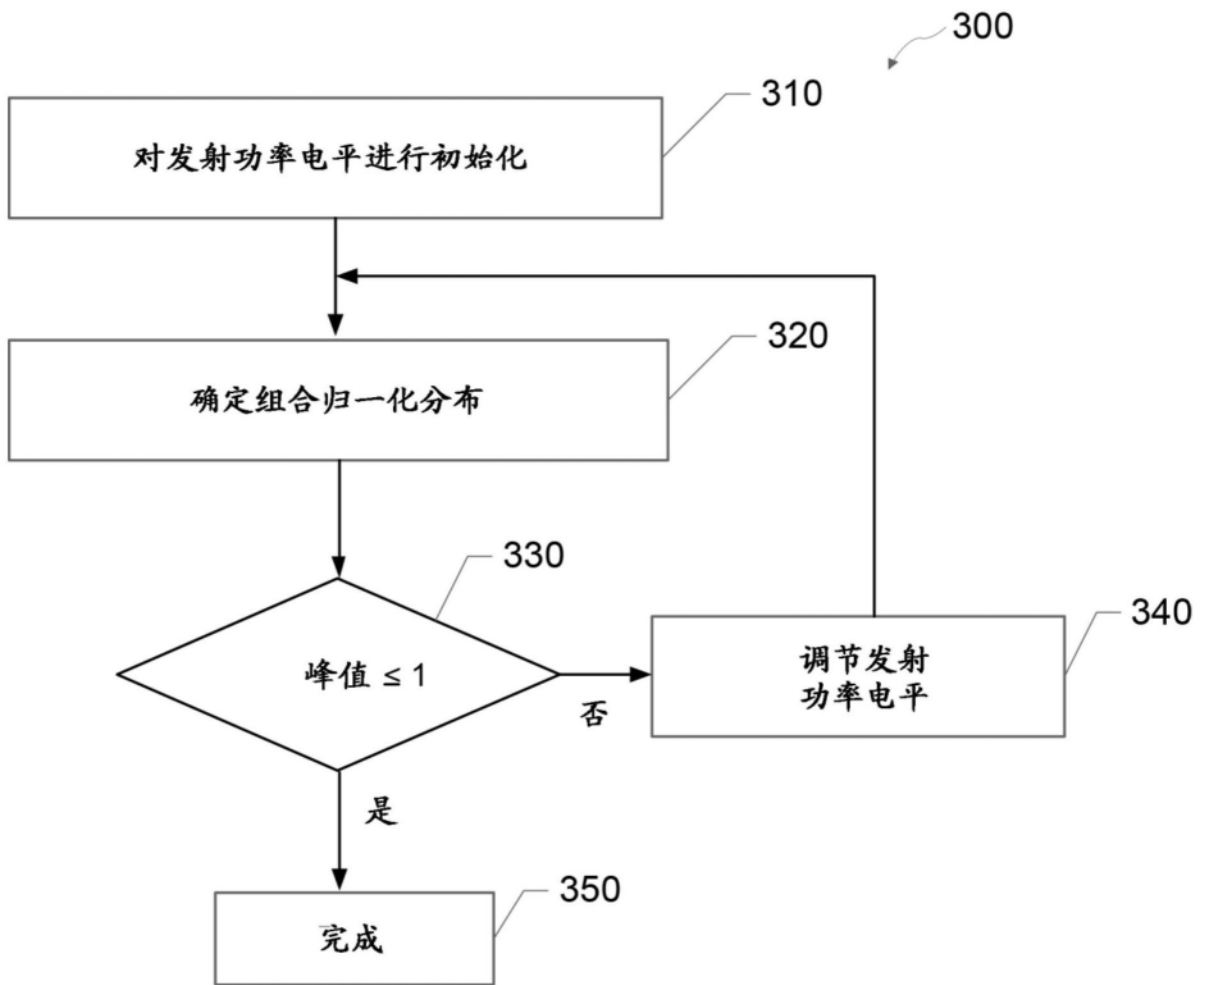 300
310
对发射功率电平进行初始化
320
确定组合归一化分布
330
峰值 ≤ 1
否
340
调节发射
功率电平
是
350
完成